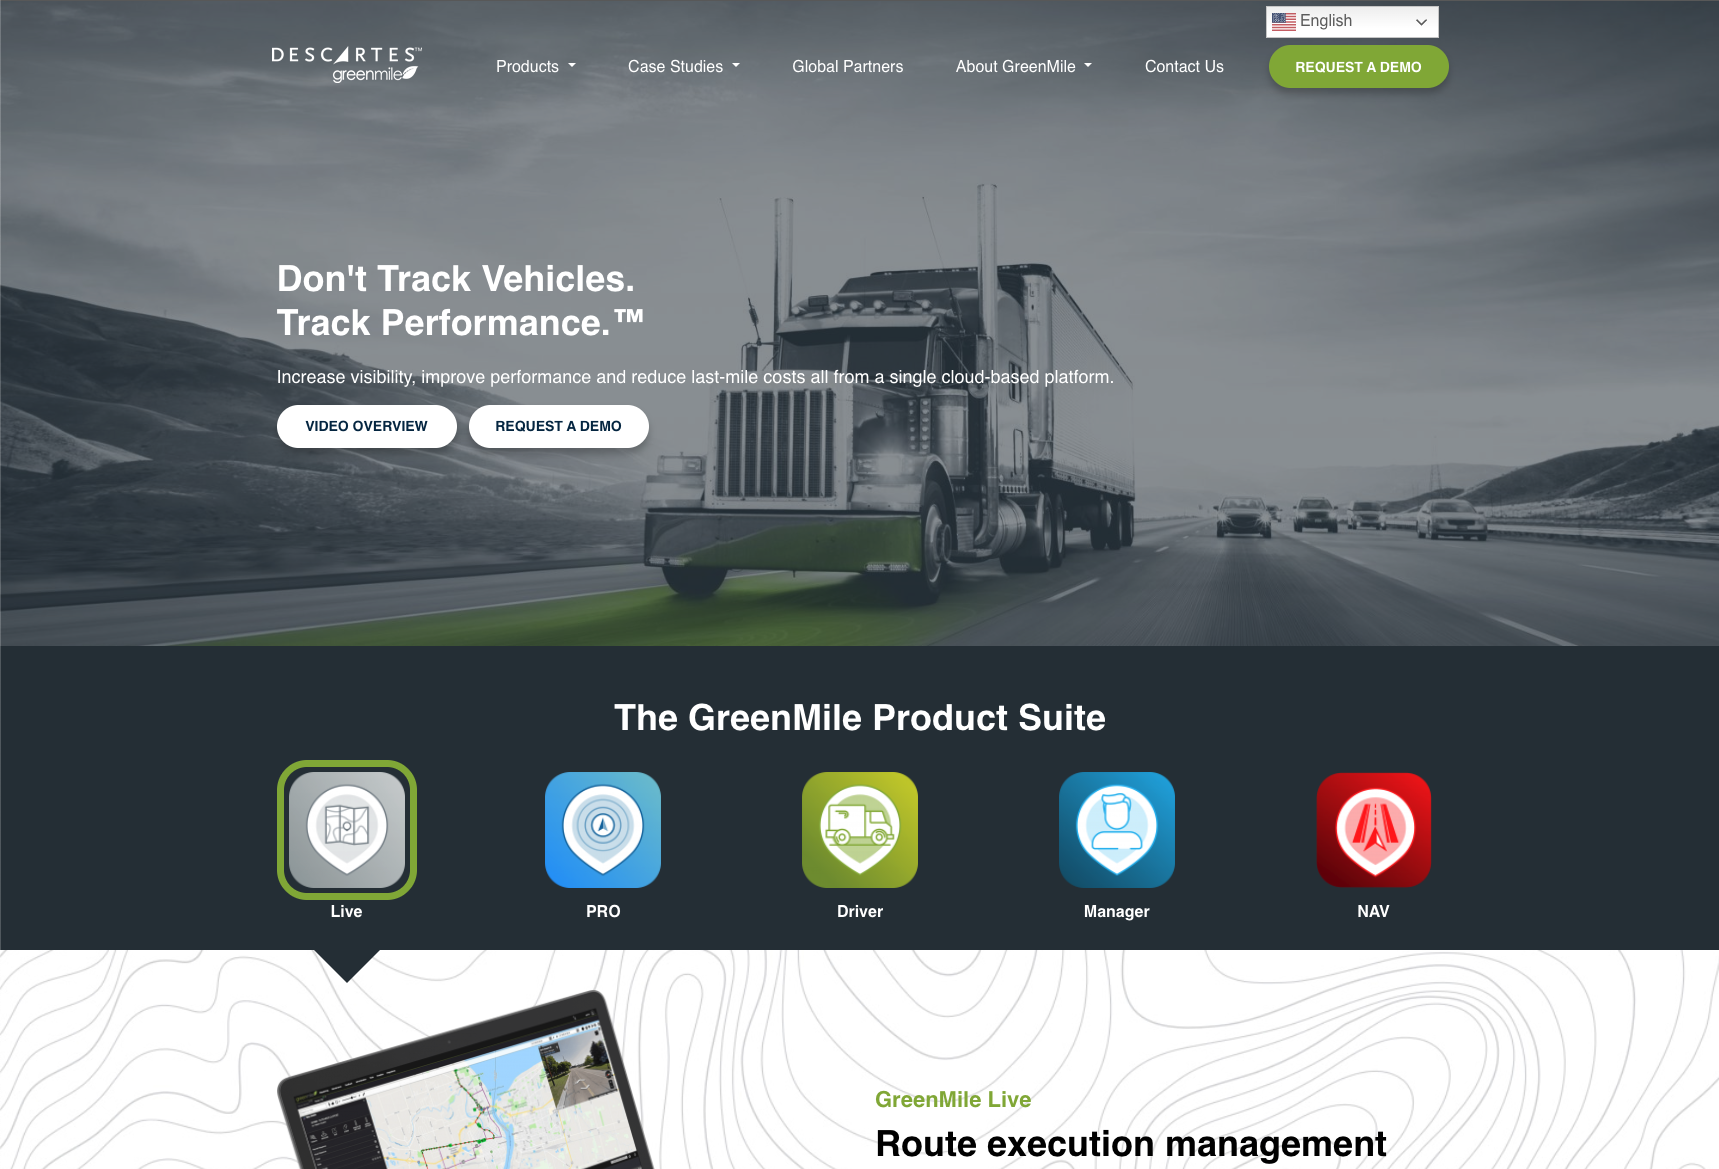 English
DESCARTES™
greenmile
Products
Case Studies
Global Partners
About GreenMile
Contact Us
REQUEST A DEMO
Don't Track Vehicles.
Track Performance.™
Increase visibility, improve performance and reduce last-mile costs all from a single cloud-based platform.
VIDEO OVERVIEW
REQUEST A DEMO
The GreenMile Product Suite
Live
PRO
Driver
Manager
NAV
GreenMile Live
Route execution management